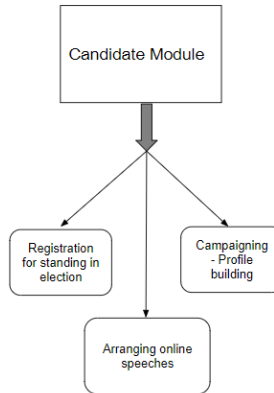 Candidate Module
Registration
for standing in
election
Campaigning
- Profile
building
Arranging online
speeches